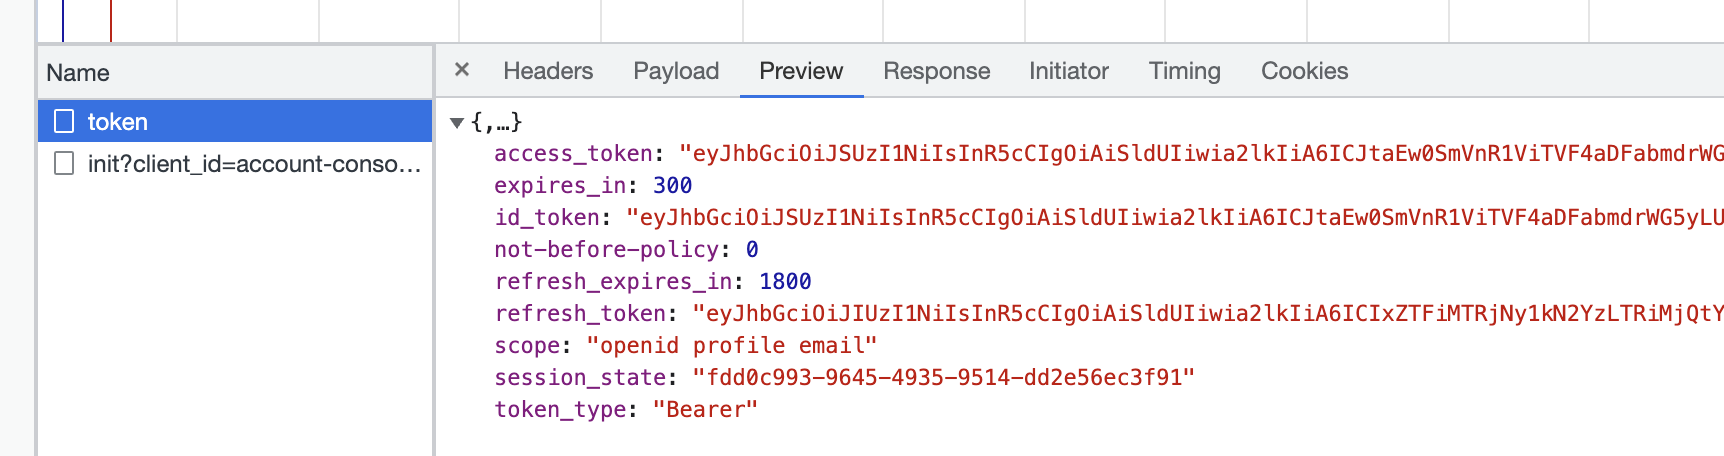 Name
× Headers Payload Preview Response Initiator Timing Cookies
token
init?client_id=account-conso…
▼{,…}
access_token: "eyJhbGciOiJSUzI1NiIsInR5cCIgOiAiSldUIiwia2lkIiA6ICJtaEw0SmVnR1ViTVF4aDFabmdrWG
expires_in: 300
id_token: "eyJhbGciOiJSUzI1NiIsInR5cCIgOiAiSldUIiwia2lkIiA6ICJtaEw0SmVnR1ViTVF4aDFabmdrWG5yLU
not-before-policy: 0
refresh_expires_in: 1800
refresh_token: "eyJhbGciOiJIUzI1NiIsInR5cCIgOiAiSldUIiwia2lkIiA6ICIxZTFiMTRjNy1kN2YzLTRiMjQtY
scope: "openid profile email"
session_state: "fdd0c993-9645-4935-9514-dd2e56ec3f91"
token_type: "Bearer"